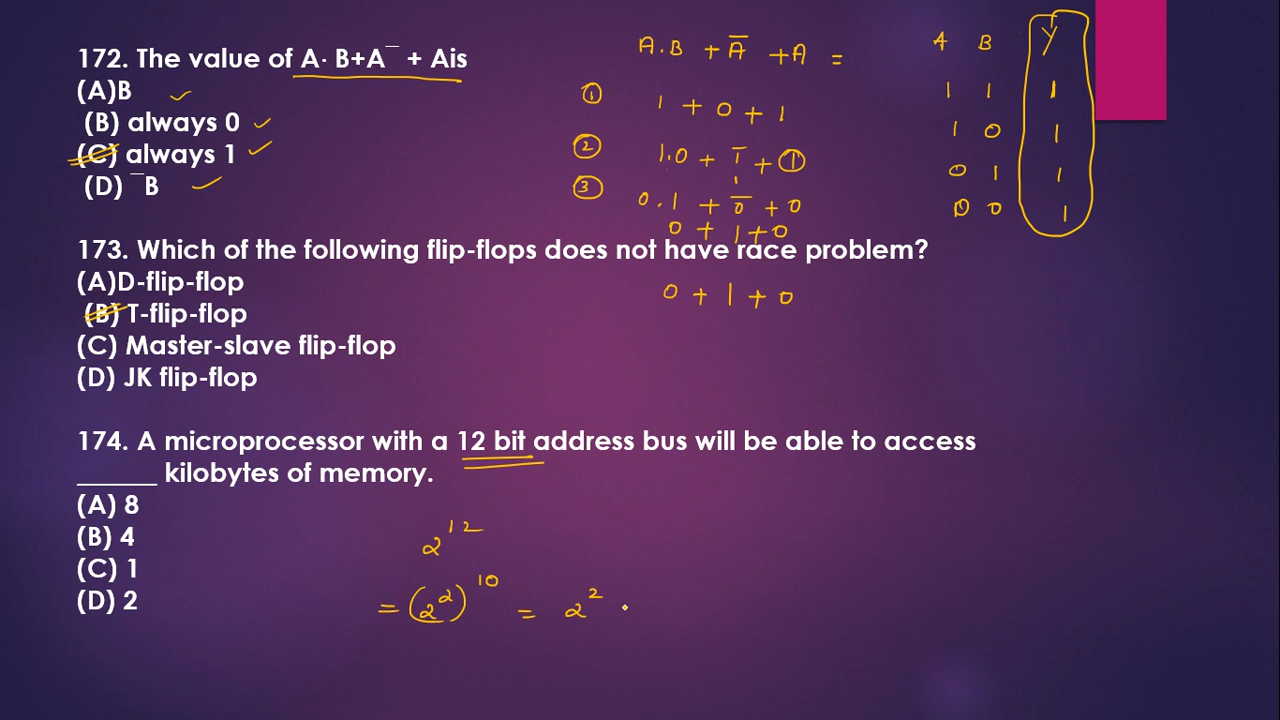 172. The value of A· B+A¯ + Ais
(A)B
(B) always 0
(C) always 1
(D) ¯B
A.B + A̅ + A =
① 1 + 0 + 1
② 1.0 + 1̅ + ①
③ 0.1 + 0̅ + 0
0 + 1 + 0
0 + 1 + 0
A B Y
1 1 1
1 0 1
0 1 1
0 0 1
173. Which of the following flip-flops does not have race problem?
(A)D-flip-flop
(B) T-flip-flop
(C) Master-slave flip-flop
(D) JK flip-flop
174. A microprocessor with a 12 bit address bus will be able to access
______ kilobytes of memory.
(A) 8
(B) 4
(C) 1
(D) 2
2¹²
= (2²)¹⁰ = 2² .